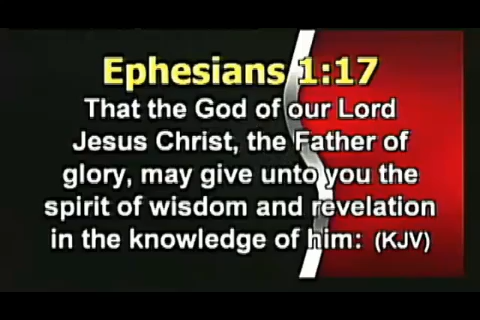 Ephesians 1:17
That the God of our Lord
Jesus Christ, the Father of
glory, may give unto you the
spirit of wisdom and revelation
in the knowledge of him: (KJV)